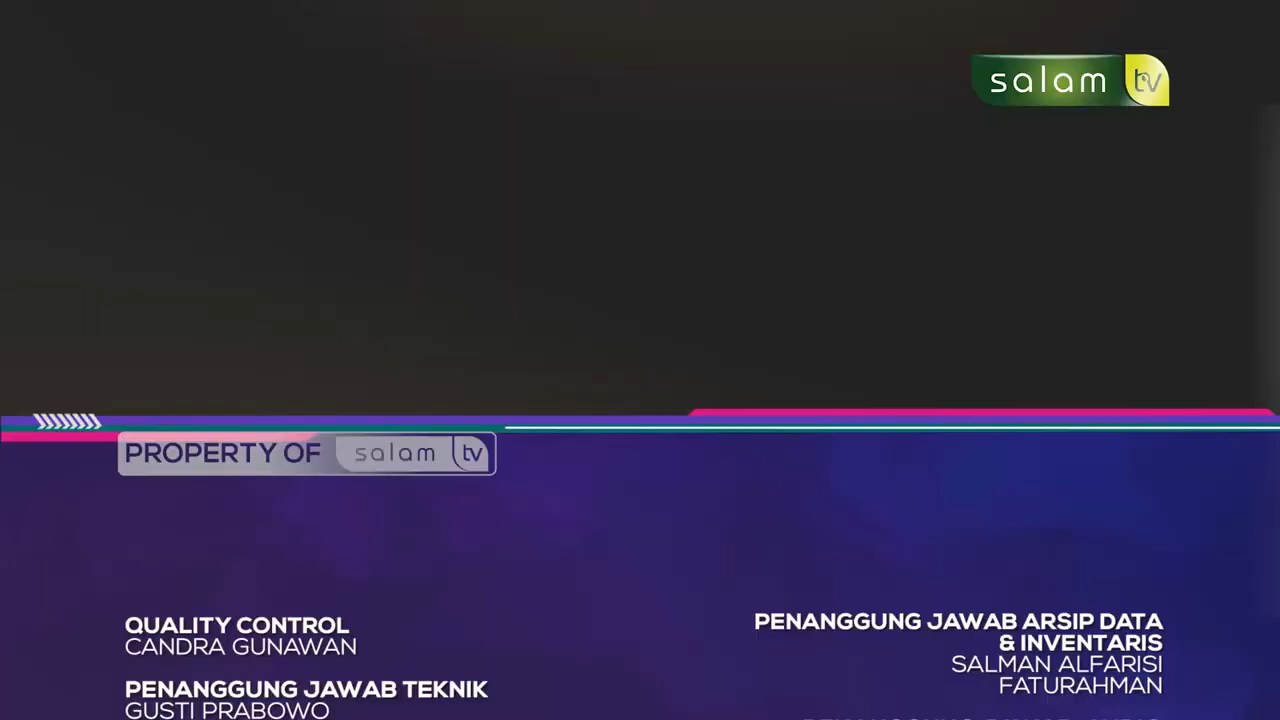 salam tv
PROPERTY OF salam tv
QUALITY CONTROL
CANDRA GUNAWAN
PENANGGUNG JAWAB TEKNIK
GUSTI PRABOWO
PENANGGUNG JAWAB ARSIP DATA
& INVENTARIS
SALMAN ALFARISI
FATURAHMAN